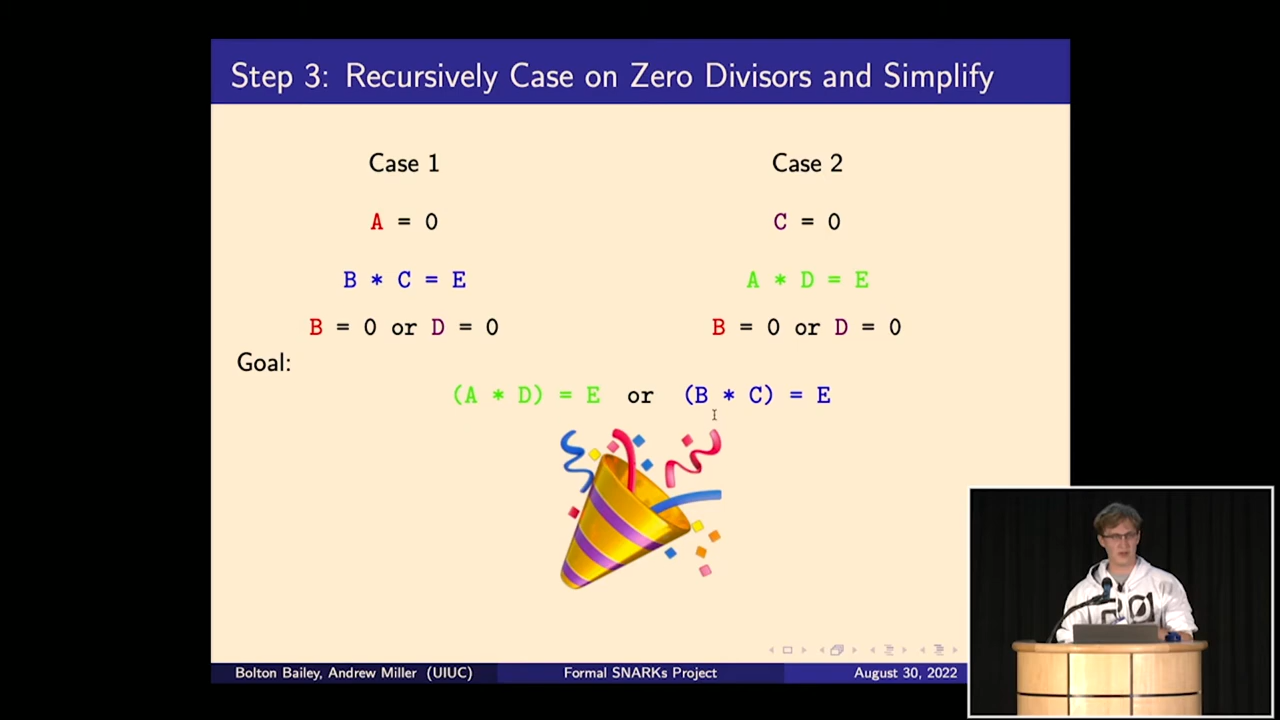 Step 3: Recursively Case on Zero Divisors and Simplify
Case 1
A = 0
B * C = E
B = 0 or D = 0
Case 2
C = 0
A * D = E
B = 0 or D = 0
Goal:
(A * D) = E or (B * C) = E
Bolton Bailey, Andrew Miller (UIUC)
Formal SNARKs Project
August 30, 2022